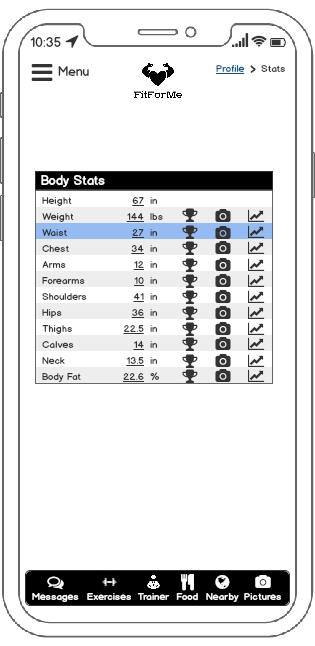 10:35
Menu
Profile > Stats
FitForMe
Body Stats
Height 67 in
Weight 144 lbs
Waist 27 in
Chest 34 in
Arms 12 in
Forearms 10 in
Shoulders 41 in
Hips 36 in
Thighs 22.5 in
Calves 14 in
Neck 13.5 in
Body Fat 22.6 %
Messages Exercises Trainer Food Nearby Pictures